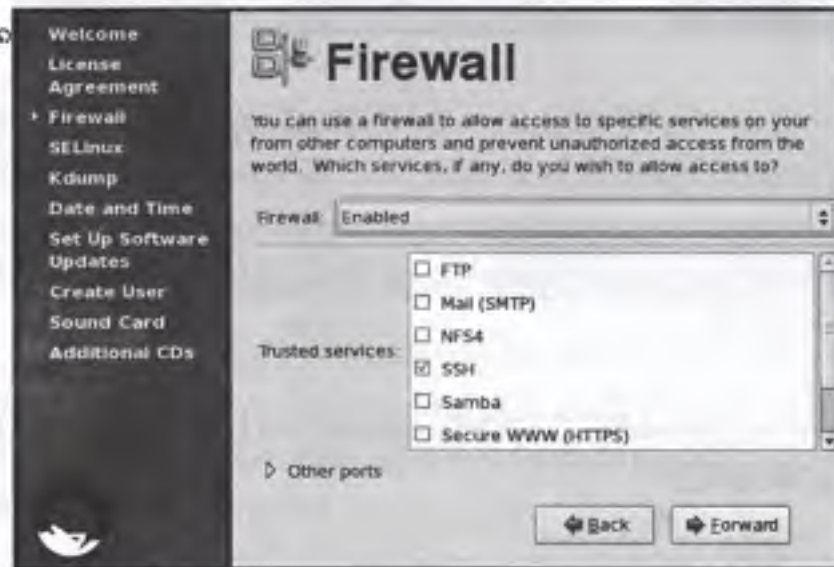 Welcome
License
Agreement
Firewall
SELinux
Kdump
Date and Time
Set Up Software
Updates
Create User
Sound Card
Additional CDs
Firewall
You can use a firewall to allow access to specific services on your
from other computers and prevent unauthorized access from the
world. Which services, if any, do you wish to allow access to?
Firewall: Enabled
Trusted services:
FTP
Mail (SMTP)
NFS4
SSH
Samba
Secure WWW (HTTPS)
Other ports
Back
Forward